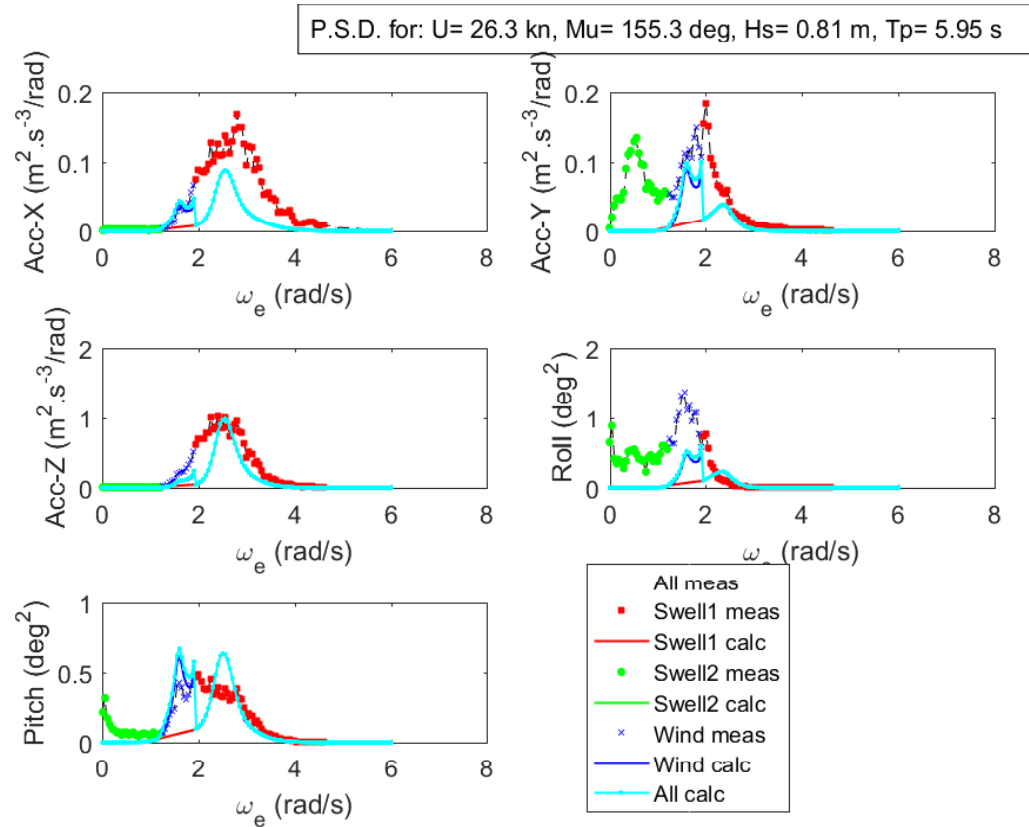 P.S.D. for: U= 26.3 kn, Mu= 155.3 deg, Hs= 0.81 m, Tp= 5.95 s
Acc-X (m².s⁻³/rad)
0.2
0.1
0
0 2 4 6 8
ωₑ (rad/s)
Acc-Y (m².s⁻³/rad)
0.2
0.1
0
0 2 4 6 8
ωₑ (rad/s)
Acc-Z (m².s⁻³/rad)
2
1
0
0 2 4 6 8
ωₑ (rad/s)
Roll (deg²)
2
1
0
0 2 4 6 8
ωₑ (rad/s)
Pitch (deg²)
1
0.5
0
0 2 4 6 8
ωₑ (rad/s)
All meas
Swell1 meas
Swell1 calc
Swell2 meas
Swell2 calc
Wind meas
Wind calc
All calc